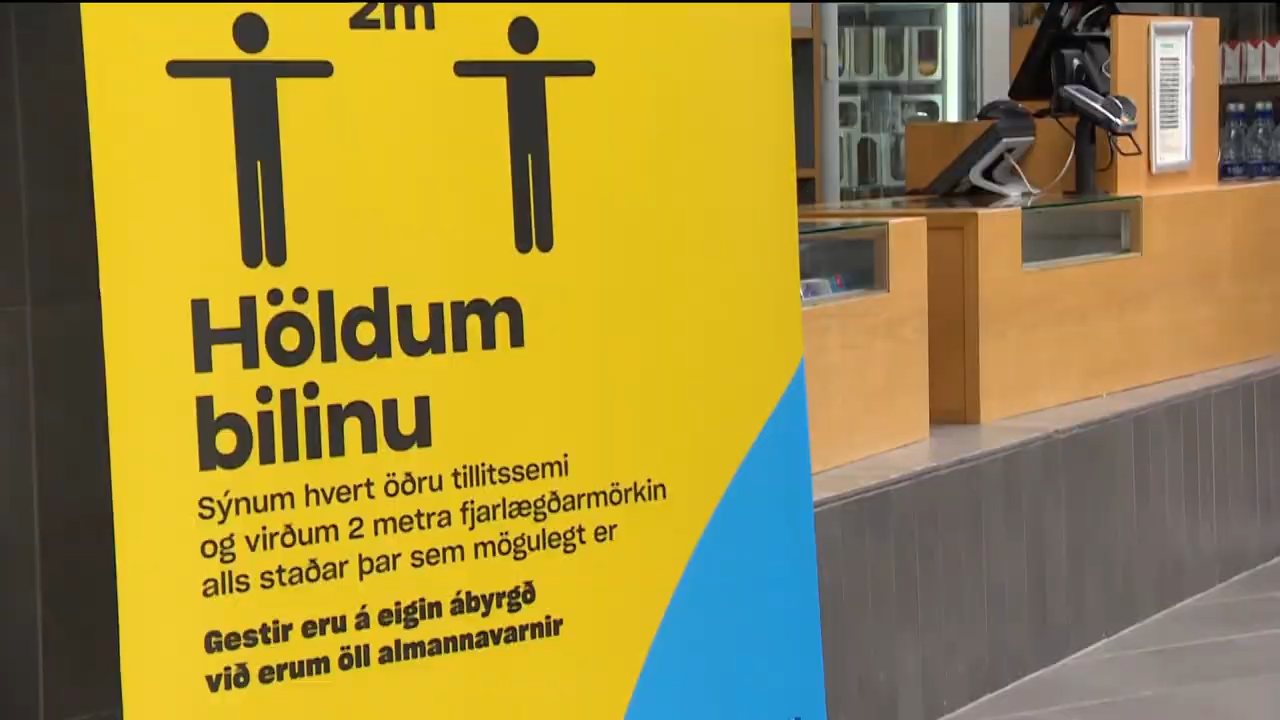 2m
Höldum
bilinu
Sýnum hvert öðru tillitssemi
og virðum 2 metra fjarlægðarmörkin
alls staðar þar sem mögulegt er
Gestir eru á eigin ábyrgð
við erum öll almannavarnir